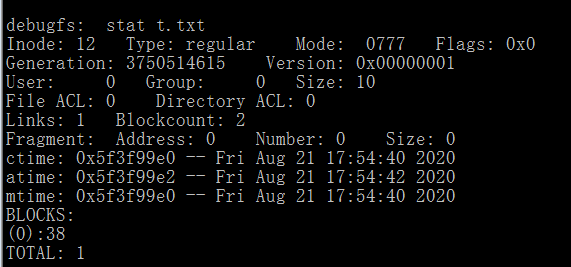 debugfs:  stat t.txt
Inode: 12   Type: regular    Mode:  0777   Flags: 0x0
Generation: 3750514615    Version: 0x00000001
User:     0   Group:     0   Size: 10
File ACL: 0    Directory ACL: 0
Links: 1   Blockcount: 2
Fragment:  Address: 0    Number: 0    Size: 0
ctime: 0x5f3f99e0 -- Fri Aug 21 17:54:40 2020
atime: 0x5f3f99e2 -- Fri Aug 21 17:54:42 2020
mtime: 0x5f3f99e0 -- Fri Aug 21 17:54:40 2020
BLOCKS:
(0):38
TOTAL: 1